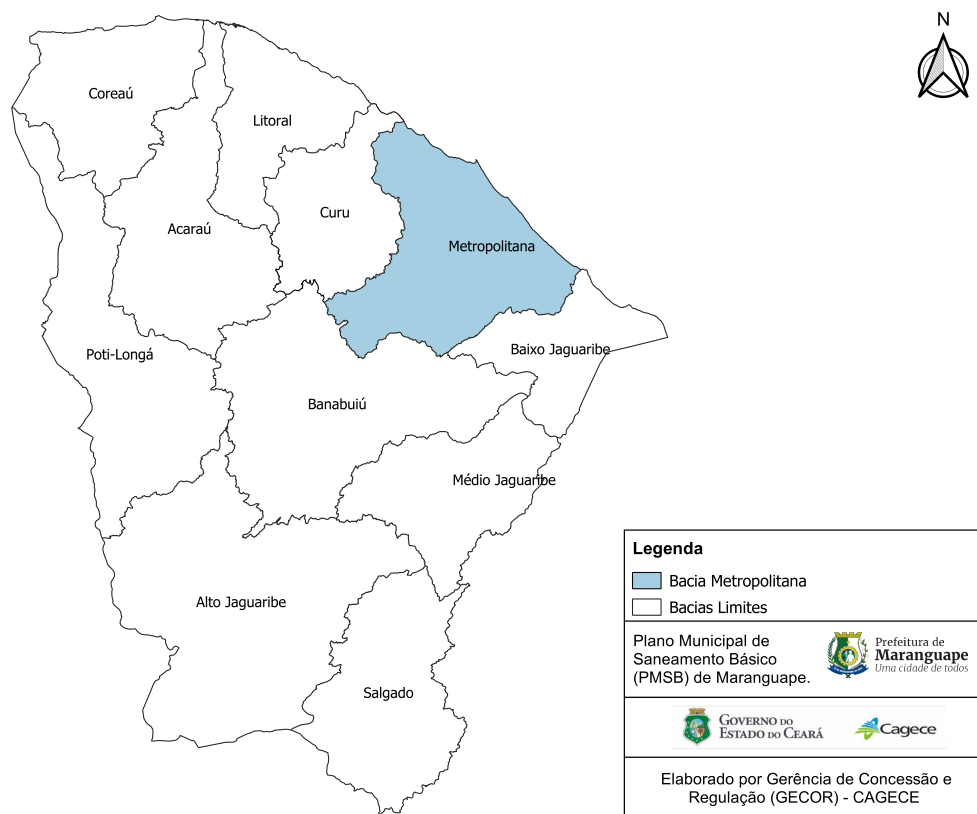 N
Coreaú
Litoral
Curu
Acaraú
Metropolitana
Poti-Longá
Baixo Jaguaribe
Banabuiú
Médio Jaguaribe
Alto Jaguaribe
Salgado
Legenda
Bacia Metropolitana
Bacias Limites
Plano Municipal de
Saneamento Básico
(PMSB) de Maranguape.
Prefeitura de
Maranguape
Uma cidade de todos
GOVERNO DO
ESTADO DO CEARÁ
Cagece
Elaborado por Gerência de Concessão e
Regulação (GECOR) - CAGECE